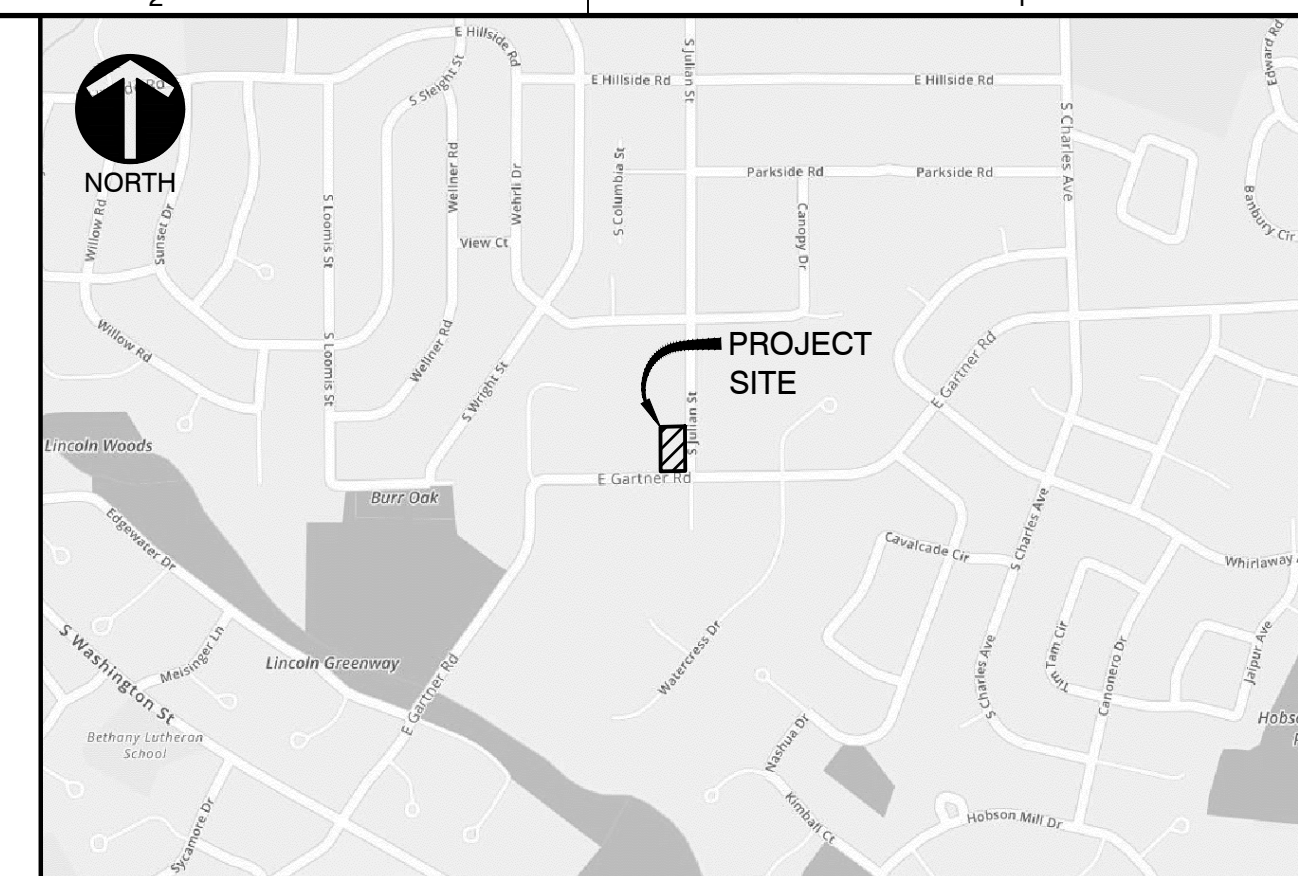 E Hillside Rd
S Julian St
Edward Rd
E Hillside Rd
E Hillside Rd
S Sleight St
S Charles Ave
NORTH
Wellner Rd
Wehrli Dr
S Columbia St
Parkside Rd
Parkside Rd
Willow Rd
Sunset Dr
S Loomis St
View Ct
Canopy Dr
Banbury Cir
Willow Rd
S Loomis St
Wellner Rd
S Wright St
PROJECT
SITE
E Gartner Rd
S Julian St
Lincoln Woods
Burr Oak
E Gartner Rd
Edgewater Dr
S Charles Ave
Cavalcade Cir
Whirlaway
S Washington St
Meisinger Ln
Lincoln Greenway
E Gartner Rd
Watercress Dr
S Charles Ave
Tim Tam Cir
Canonero Dr
Jaipur Ave
Bethany Lutheran
School
Nashua Dr
Kimball Ct
Hobson Mill Dr
Sycamore Dr